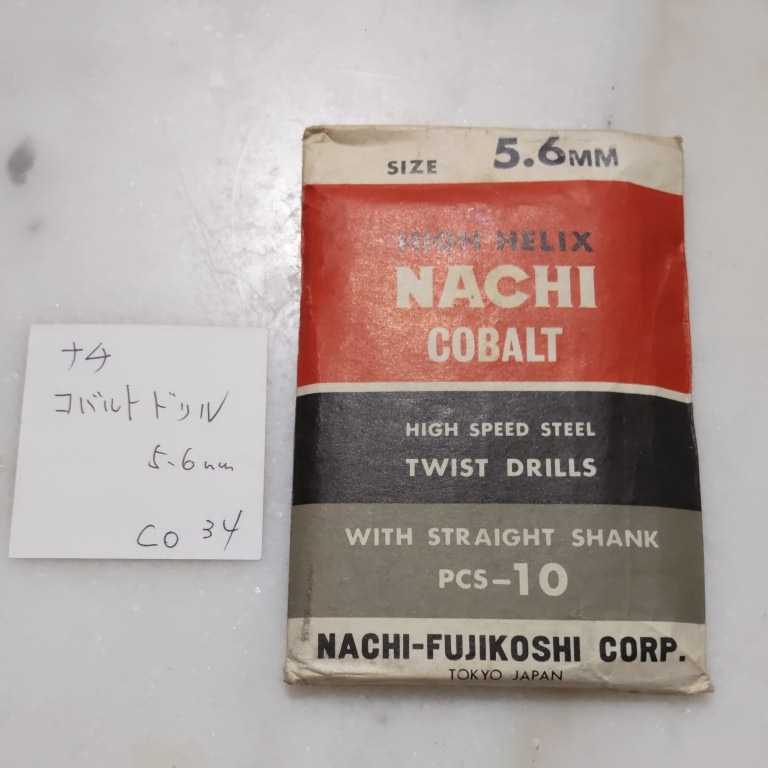 ナチ
コバルトドリル
5.6mm
CO 34
SIZE 5.6MM
HIGH HELIX
NACHI
COBALT
HIGH SPEED STEEL
TWIST DRILLS
WITH STRAIGHT SHANK
PCS-10
NACHI-FUJIKOSHI CORP.
TOKYO JAPAN